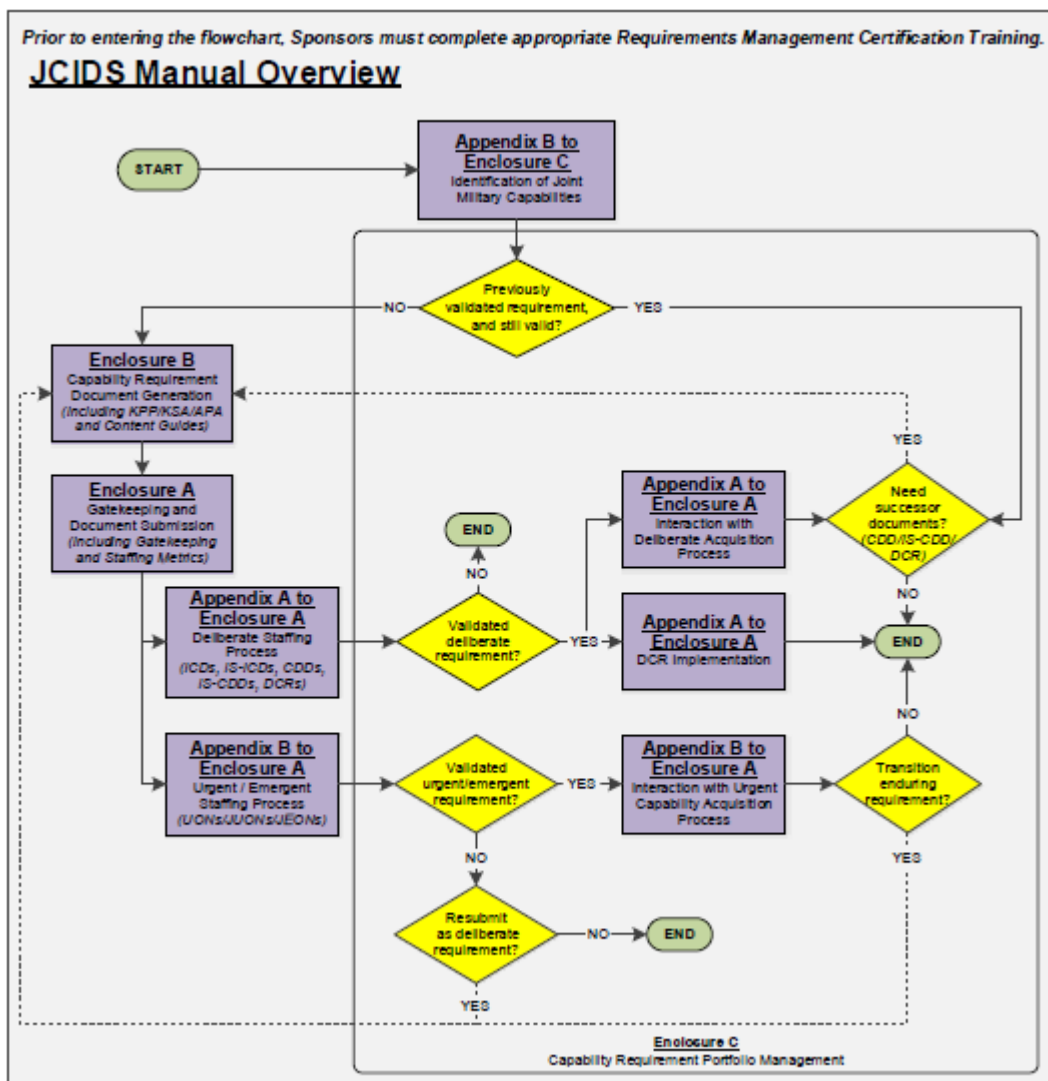 Prior to entering the flowchart, Sponsors must complete appropriate Requirements Management Certification Training.
JCIDS Manual Overview
START
Appendix B to
Enclosure C
Identification of Joint
Military Capabilities
Previously
validated requirement,
and still valid?
NO
YES
Enclosure B
Capability Requirement
Document Generation
(Including KPP/KSA/APA
and Content Guides)
YES
Enclosure A
Gatekeeping and
Document Submission
(Including Gatekeeping
and Staffing Metrics)
Appendix A to
Enclosure A
Interaction with
Deliberate Acquisition
Process
Need
successor
documents?
(CDD/IS-CDD/
DCR)
END
NO
NO
Appendix A to
Enclosure A
Deliberate Staffing
Process
(ICDs, IS-ICDs, CDDs,
IS-CDDs, DCRs)
Validated
deliberate
requirement?
YES
Appendix A to
Enclosure A
DCR Implementation
END
NO
Appendix B to
Enclosure A
Urgent / Emergent
Staffing Process
(UONs/JUONs/JEONs)
Validated
urgent/emergent
requirement?
YES
Appendix B to
Enclosure A
Interaction with Urgent
Capability Acquisition
Process
Transition
enduring
requirement?
NO
YES
Resubmit
as deliberate
requirement?
NO
END
YES
Enclosure C
Capability Requirement Portfolio Management